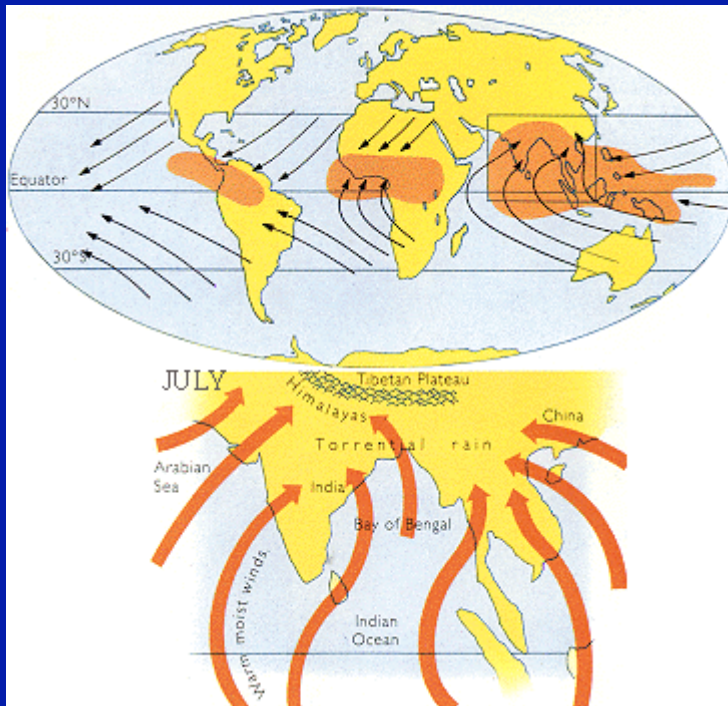 30°N
Equator
30°S
JULY
Tibetan Plateau
Himalayas
China
Torrential rain
Arabian
Sea
India
Bay of Bengal
Warm moist winds
Indian
Ocean